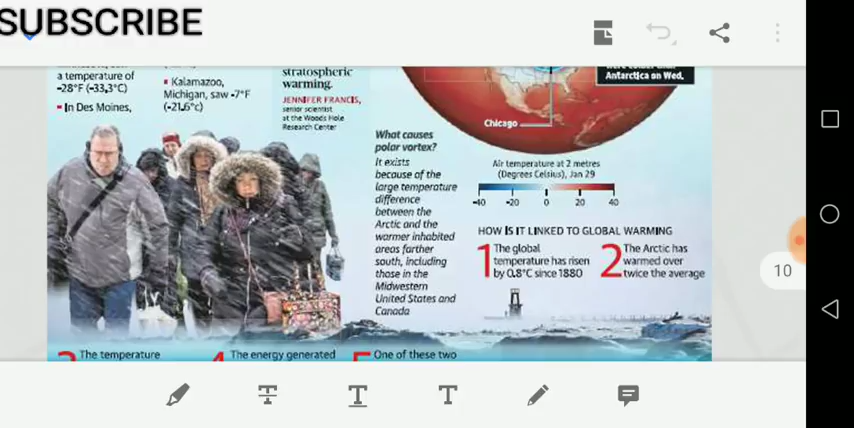 SUBSCRIBE
a temperature of
-28°F (-33,3°C)
In Des Moines,
Kalamazoo,
Michigan, saw -7°F
(-21.6°c)
stratospheric
warming.
JENNIFER FRANCIS,
senior scientist
at the Woods Hole
Research Center
What causes
polar vortex?
It exists
because of the
large temperature
difference
between the
Arctic and the
warmer inhabited
areas farther
south, including
those in the
Midwestern
United States and
Canada
Antarctica on Wed.
Chicago
Air temperature at 2 metres
(Degrees Celsius), Jan 29
-40 -20 0 20 40
HOW IS IT LINKED TO GLOBAL WARMING
1 The global
temperature has risen
by 0.8°C since 1880
2 The Arctic has
warmed over
twice the average
10
3 The temperature
4 The energy generated
5 One of these two
T T T